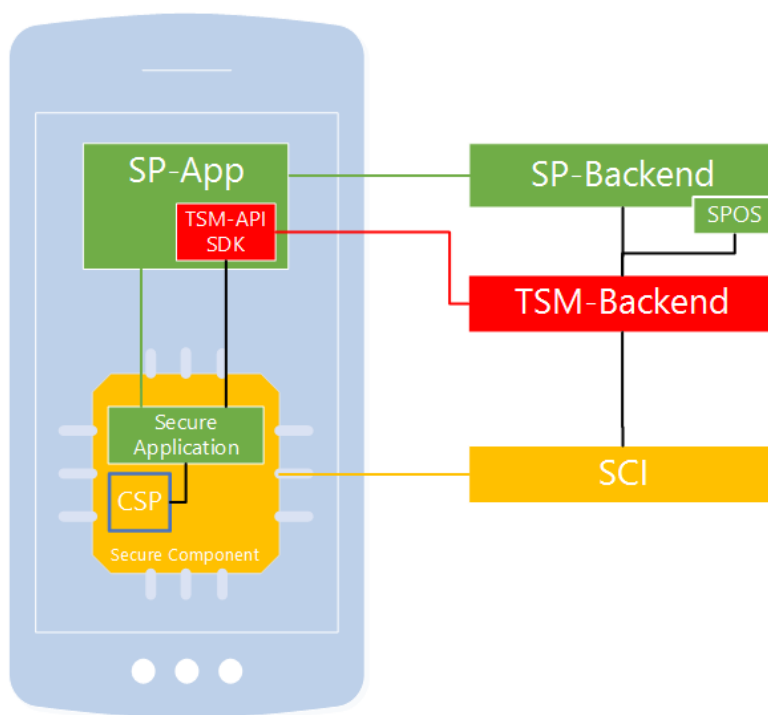 SP-App
TSM-API
SDK
SP-Backend
SPOS
TSM-Backend
Secure
Application
CSP
Secure Component
SCI